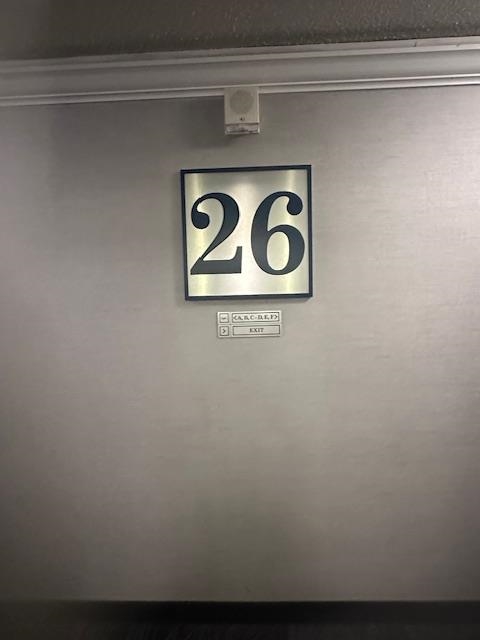 26
<A, B, C-D, E, F>
> EXIT